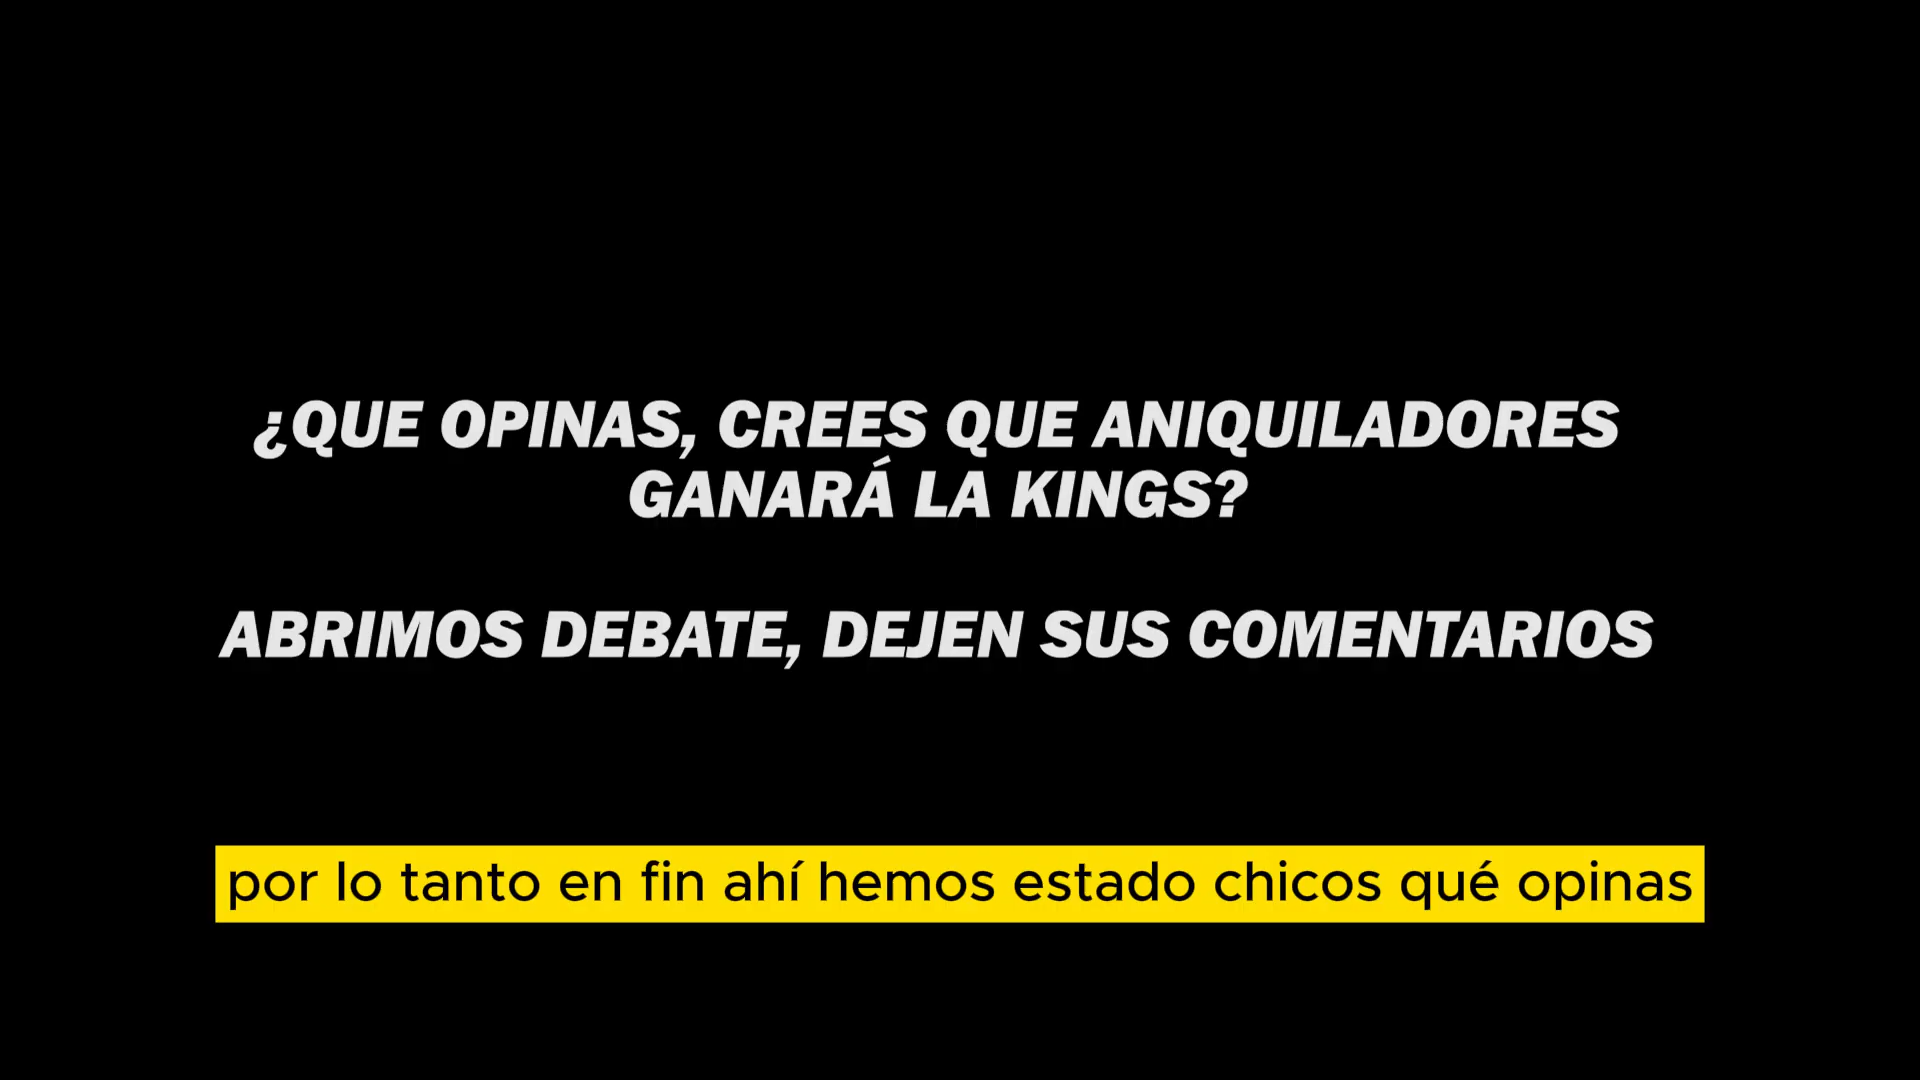 ¿QUE OPINAS, CREES QUE ANIQUILADORES
GANARÁ LA KINGS?
ABRIMOS DEBATE, DEJEN SUS COMENTARIOS
por lo tanto en fin ahí hemos estado chicos qué opinas